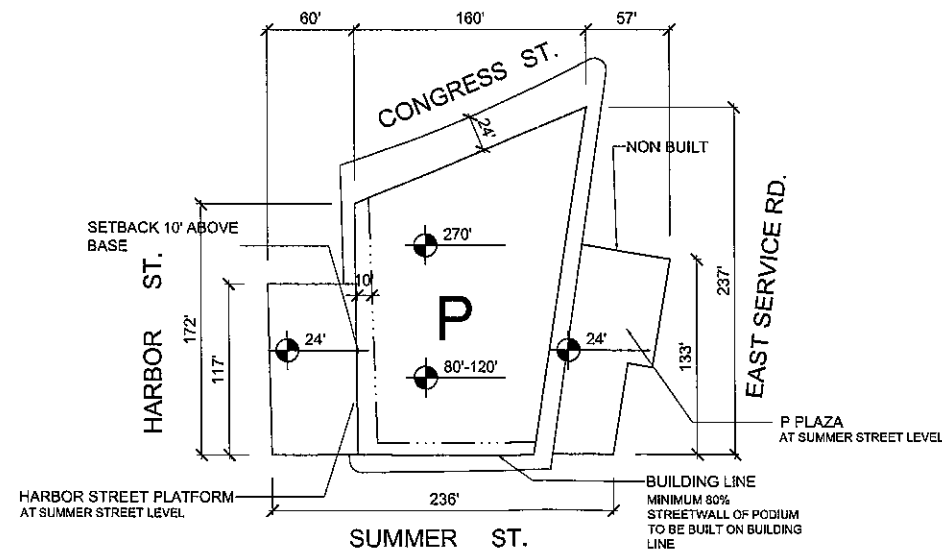 60'
160'
57'
CONGRESS ST.
24'
NON BUILT
SETBACK 10' ABOVE
BASE
270'
10'
HARBOR ST.
172'
117'
P
24'
80'-120'
24'
133'
237'
EAST SERVICE RD.
P PLAZA
AT SUMMER STREET LEVEL
HARBOR STREET PLATFORM
AT SUMMER STREET LEVEL
236'
BUILDING LINE
MINIMUM 80%
STREETWALL OF PODIUM
TO BE BUILT ON BUILDING
LINE
SUMMER ST.